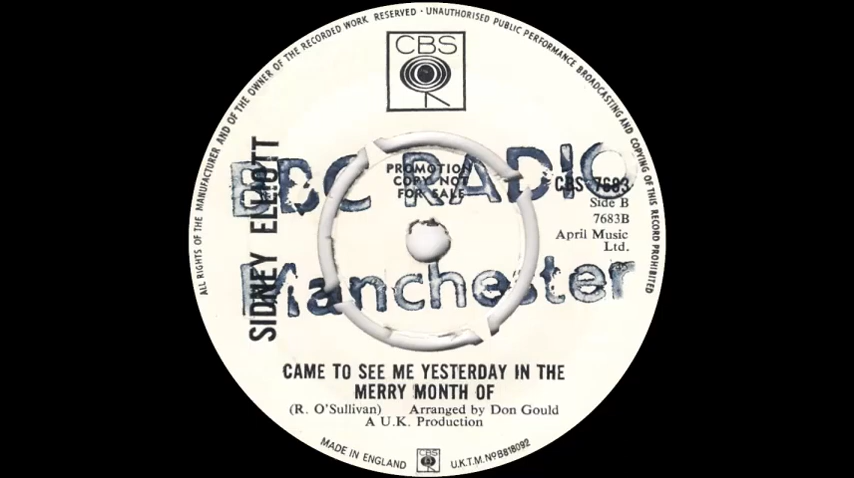 ALL RIGHTS OF THE MANUFACTURER AND OF THE OWNER OF THE RECORDED WORK RESERVED · UNAUTHORISED PUBLIC PERFORMANCE BROADCASTING AND COPYING OF THIS RECORD PROHIBITED
CBS
BBC RADIO
PROMOTION
COPY NOT
FOR SALE
CBS 7683
Side B
7683B
April Music
Ltd.
SIDNEY ELLIOTT
Manchester
CAME TO SEE ME YESTERDAY IN THE
MERRY MONTH OF
(R. O'Sullivan) Arranged by Don Gould
A U.K. Production
MADE IN ENGLAND
CBS
U.K.T.M.NºB818092